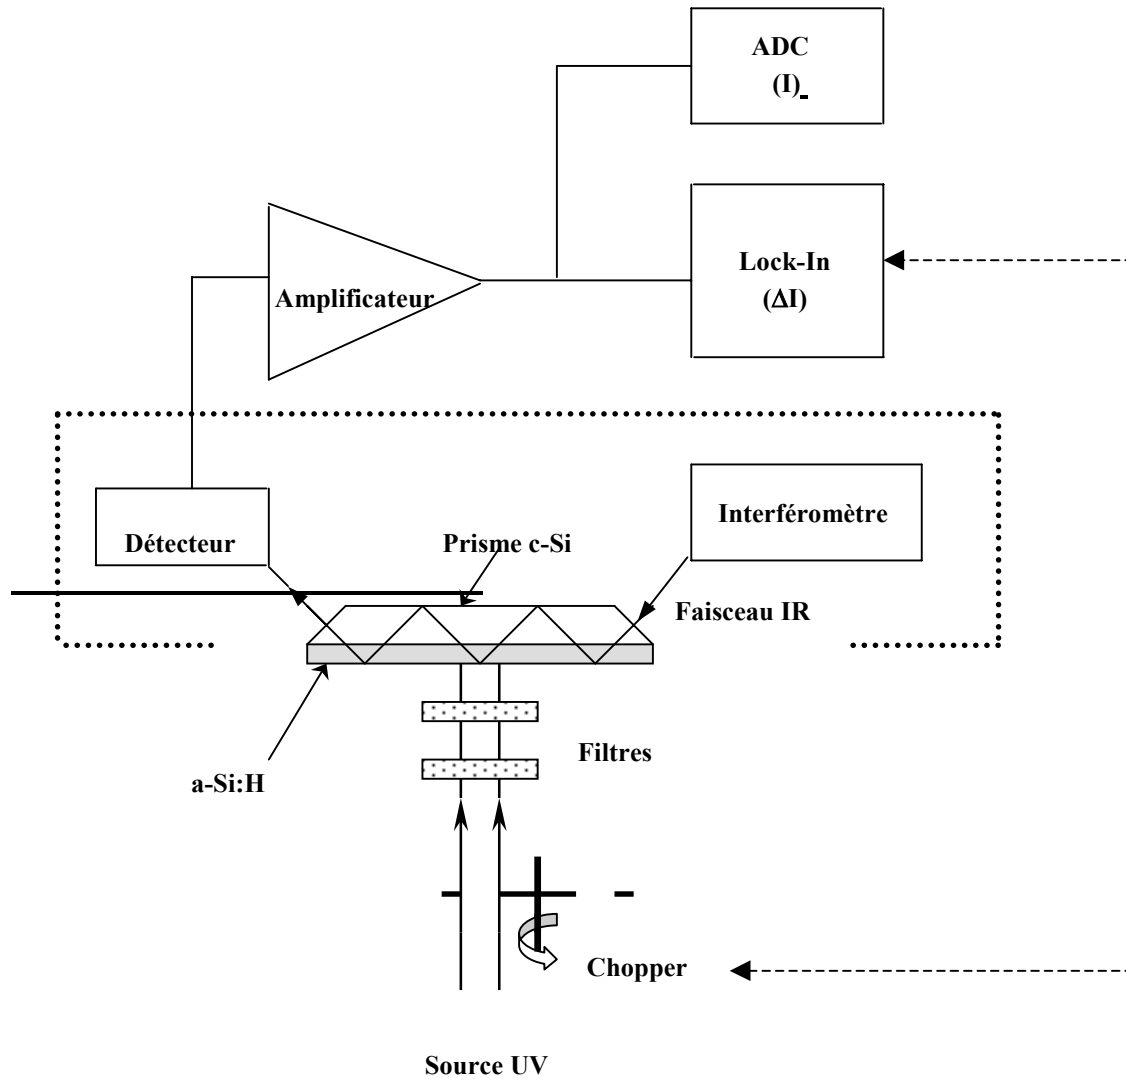 ADC
(I)
Lock-In
(ΔI)
Amplificateur
Interféromètre
Détecteur
Prisme c-Si
Faisceau IR
Filtres
a-Si:H
Chopper
Source UV